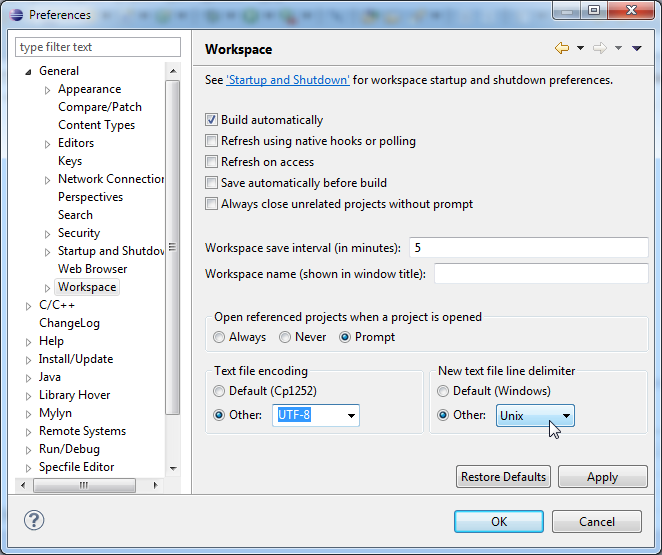 Preferences
type filter text
General
Appearance
Compare/Patch
Content Types
Editors
Keys
Network Connection
Perspectives
Search
Security
Startup and Shutdow
Web Browser
Workspace
C/C++
ChangeLog
Help
Install/Update
Java
Library Hover
Mylyn
Remote Systems
Run/Debug
Specfile Editor
Workspace
See 'Startup and Shutdown' for workspace startup and shutdown preferences.
Build automatically
Refresh using native hooks or polling
Refresh on access
Save automatically before build
Always close unrelated projects without prompt
Workspace save interval (in minutes): 5
Workspace name (shown in window title):
Open referenced projects when a project is opened
Always Never Prompt
Text file encoding
Default (Cp1252)
Other: UTF-8
New text file line delimiter
Default (Windows)
Other: Unix
Restore Defaults Apply
? OK Cancel